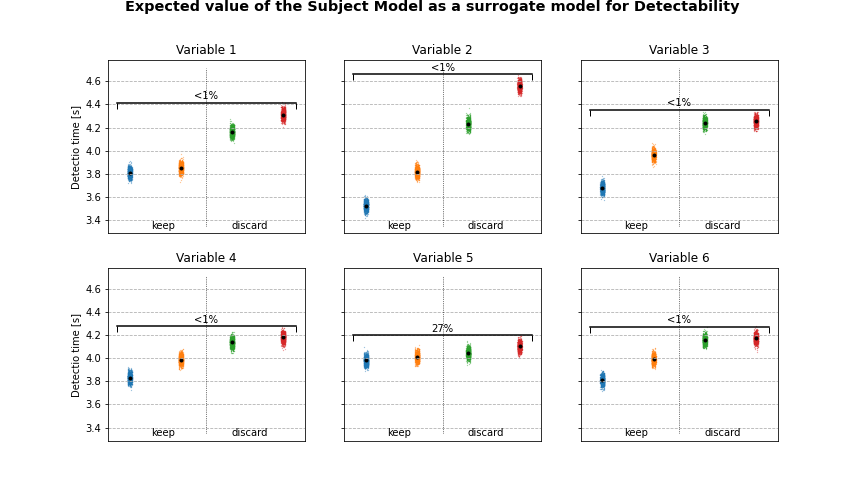 Expected value of the Subject Model as a surrogate model for Detectability
Variable 1
Variable 2
Variable 3
Detectio time [s]
4.6
4.4
4.2
4.0
3.8
3.6
3.4
<1%
keep
discard
<1%
keep
discard
<1%
keep
discard
Variable 4
Variable 5
Variable 6
Detectio time [s]
4.6
4.4
4.2
4.0
3.8
3.6
3.4
<1%
keep
discard
27%
keep
discard
<1%
keep
discard